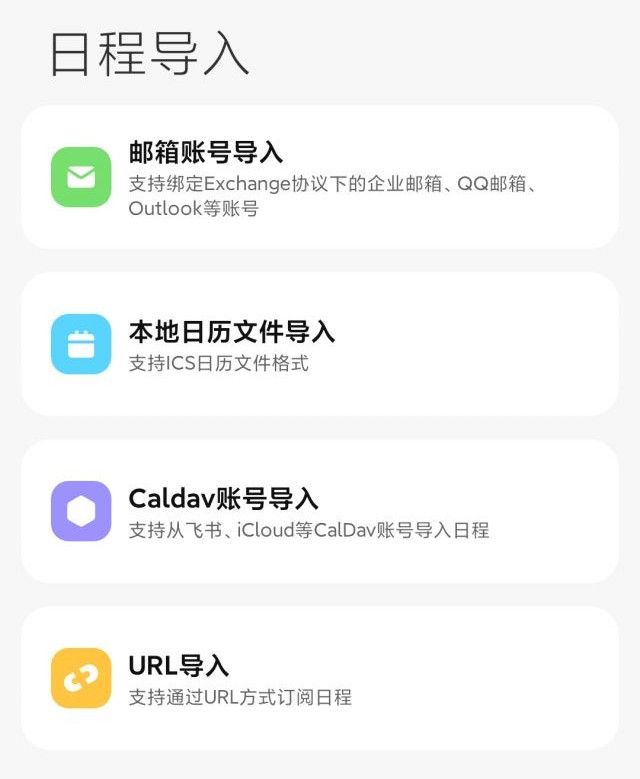 日程导入
邮箱账号导入
支持绑定Exchange协议下的企业邮箱、QQ邮箱、
Outlook等账号
本地日历文件导入
支持ICS日历文件格式
Caldav账号导入
支持从飞书、iCloud等CalDav账号导入日程
URL导入
支持通过URL方式订阅日程